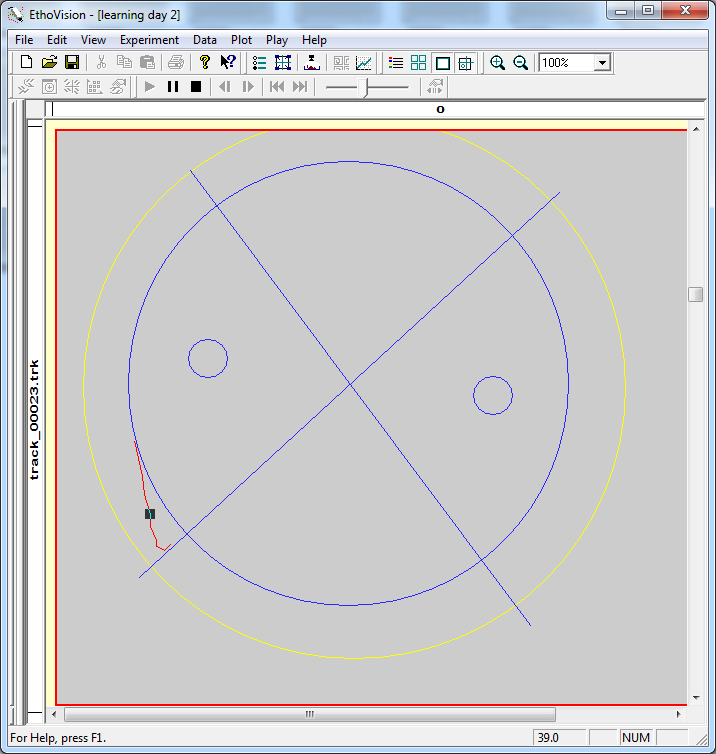 EthoVision - [learning day 2]
File Edit View Experiment Data Plot Play Help
100%
o
track_00023.trk
For Help, press F1.
39.0
NUM